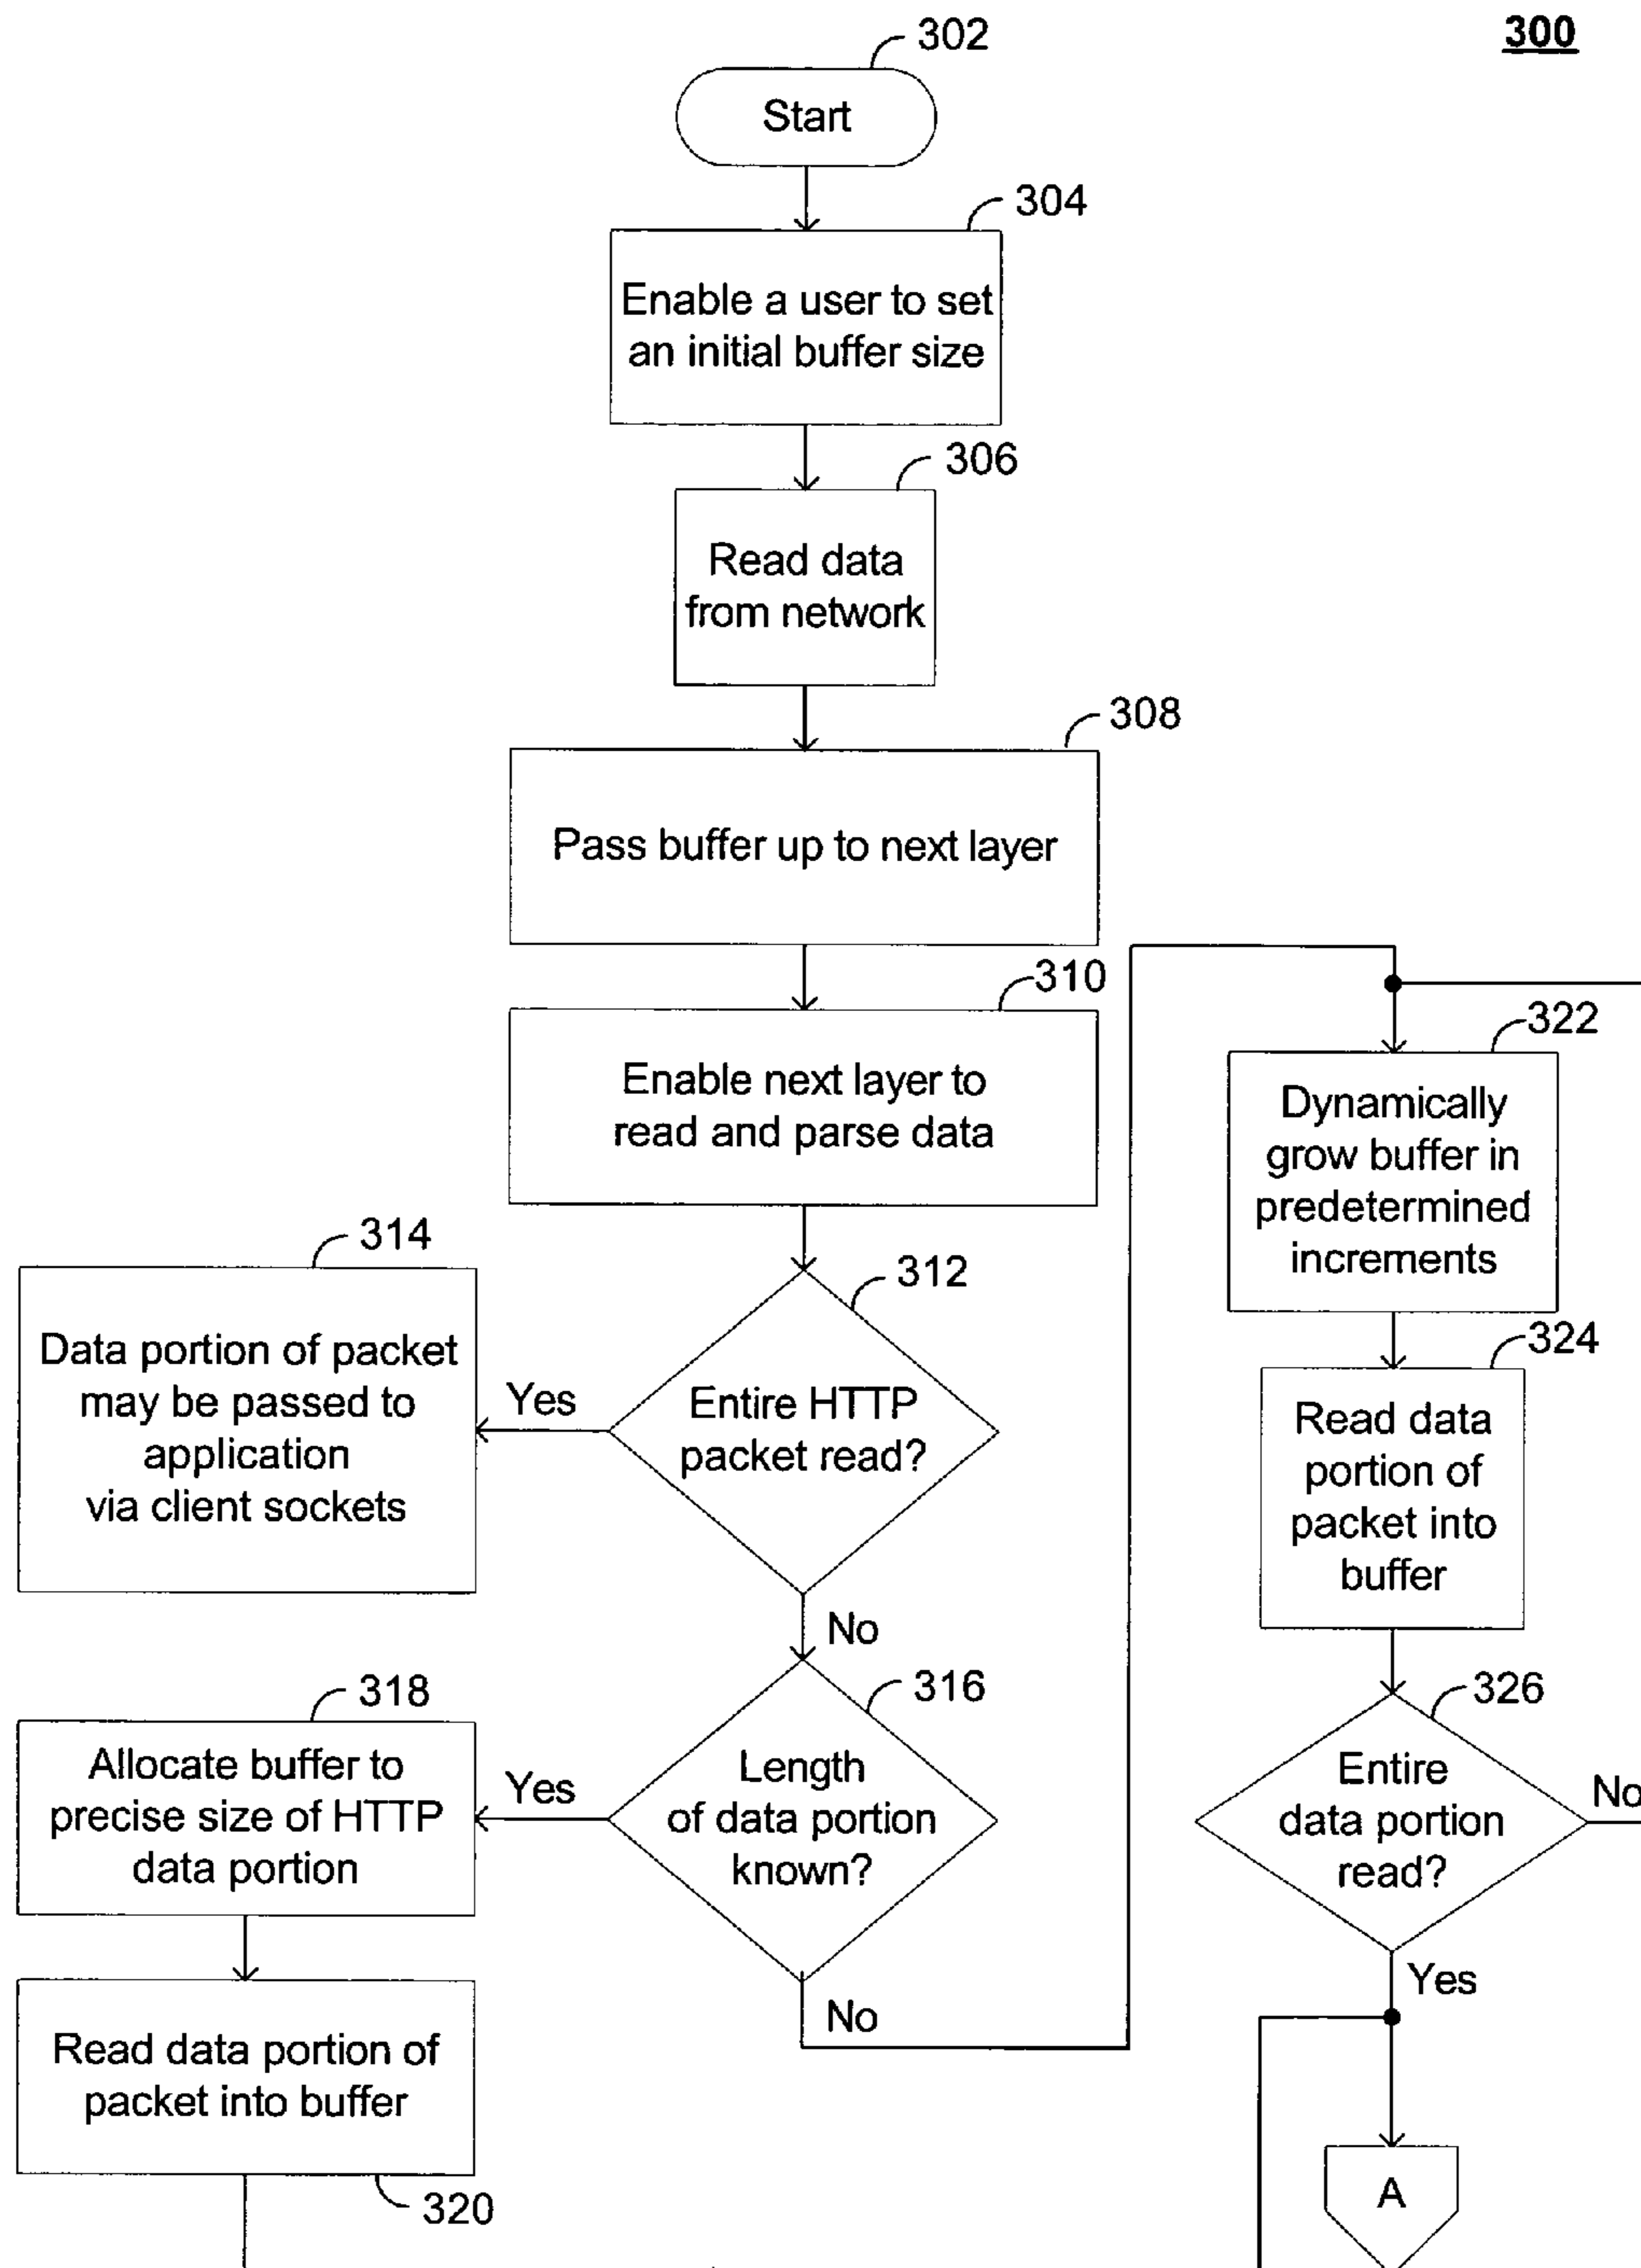 300
302
Start
304
Enable a user to set
an initial buffer size
306
Read data
from network
308
Pass buffer up to next layer
310
Enable next layer to
read and parse data
312
Entire HTTP
packet read?
Yes
314
Data portion of packet
may be passed to
application
via client sockets
No
316
Length
of data portion
known?
Yes
318
Allocate buffer to
precise size of HTTP
data portion
Read data portion of
packet into buffer
320
No
322
Dynamically
grow buffer in
predetermined
increments
324
Read data
portion of
packet into
buffer
326
Entire
data portion
read?
No
Yes
A